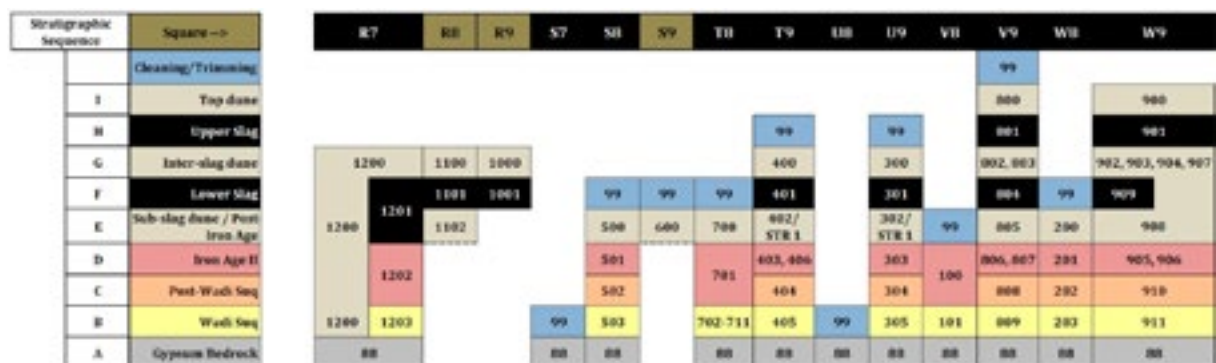 Stratigraphic Sequence Square --> R7 R8 R9 S7 S8 S9 T8 T9 U8 U9 V8 V9 W8 W9
Cleaning/Trimming 99
I Top dune 800 900
H Upper Slag 99 99 801 901
G Inter-slag dune 1200 1100 1000 400 300 802, 803 902, 903, 904, 907
F Lower Slag 1201 1101 1001 99 99 99 401 301 804 99 909
E Sub-slag dune / Post Iron Age 1200 1102 500 600 700 402/ STR 1 302/ STR 1 99 805 200 908
D Iron Age II 1202 501 701 403, 406 303 100 806, 807 201 905, 906
C Post-Wadi Suq 502 404 304 808 202 910
B Wadi Suq 1200 1203 99 503 702-711 405 99 305 101 809 203 911
A Gypsum Bedrock 88 88 88 88 88 88 88 88 88 88 88